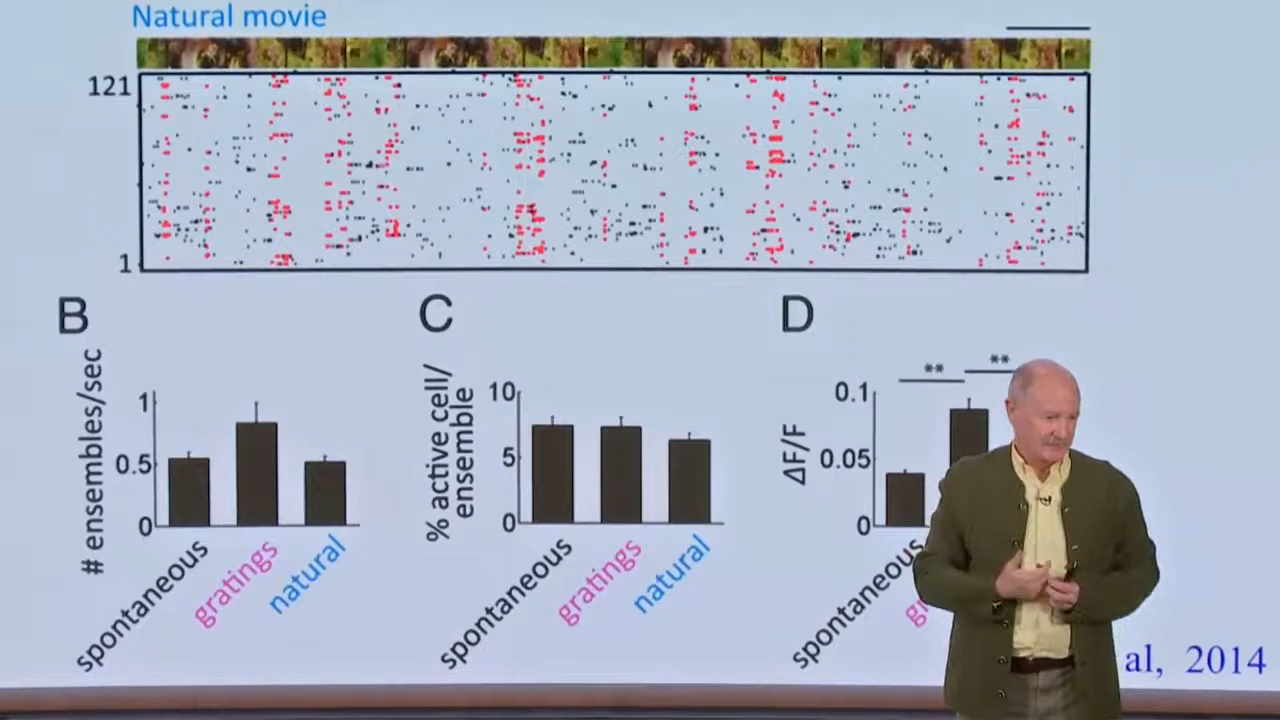 Natural movie
121
1
B
# ensembles/sec
1
0.5
0
spontaneous
gratings
natural
C
% active cell/
ensemble
10
5
0
spontaneous
gratings
natural
D
ΔF/F
** **
0.1
0.05
0
spontaneous
al, 2014